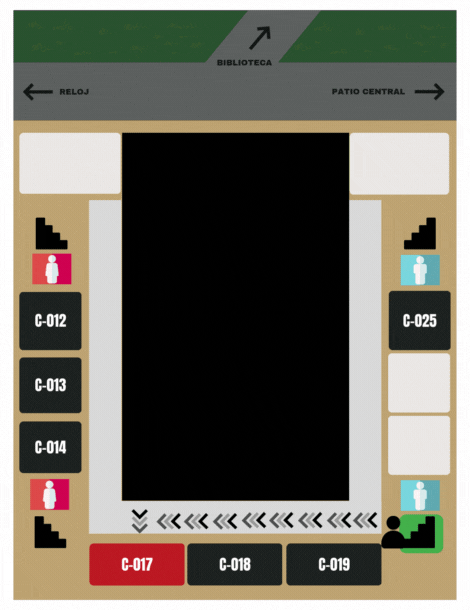 BIBLIOTECA
RELOJ
PATIO CENTRAL
C-012
C-025
C-013
C-014
C-017
C-018
C-019